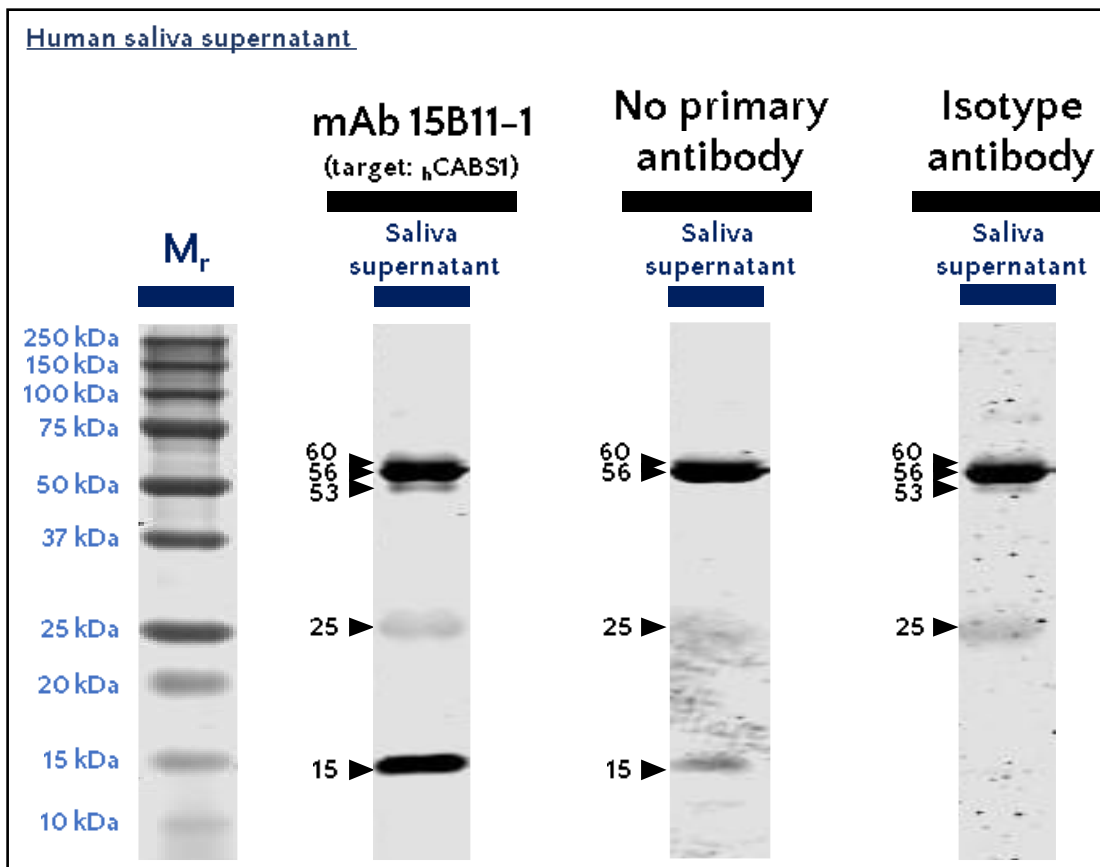 Human saliva supernatant
mAb 15B11-1
(target: hCABS1)
No primary
antibody
Isotype
antibody
Mr
Saliva
supernatant
Saliva
supernatant
Saliva
supernatant
250 kDa
150 kDa
100 kDa
75 kDa
50 kDa
37 kDa
25 kDa
20 kDa
15 kDa
10 kDa
60
56
53
25
15
60
56
25
15
60
56
53
25